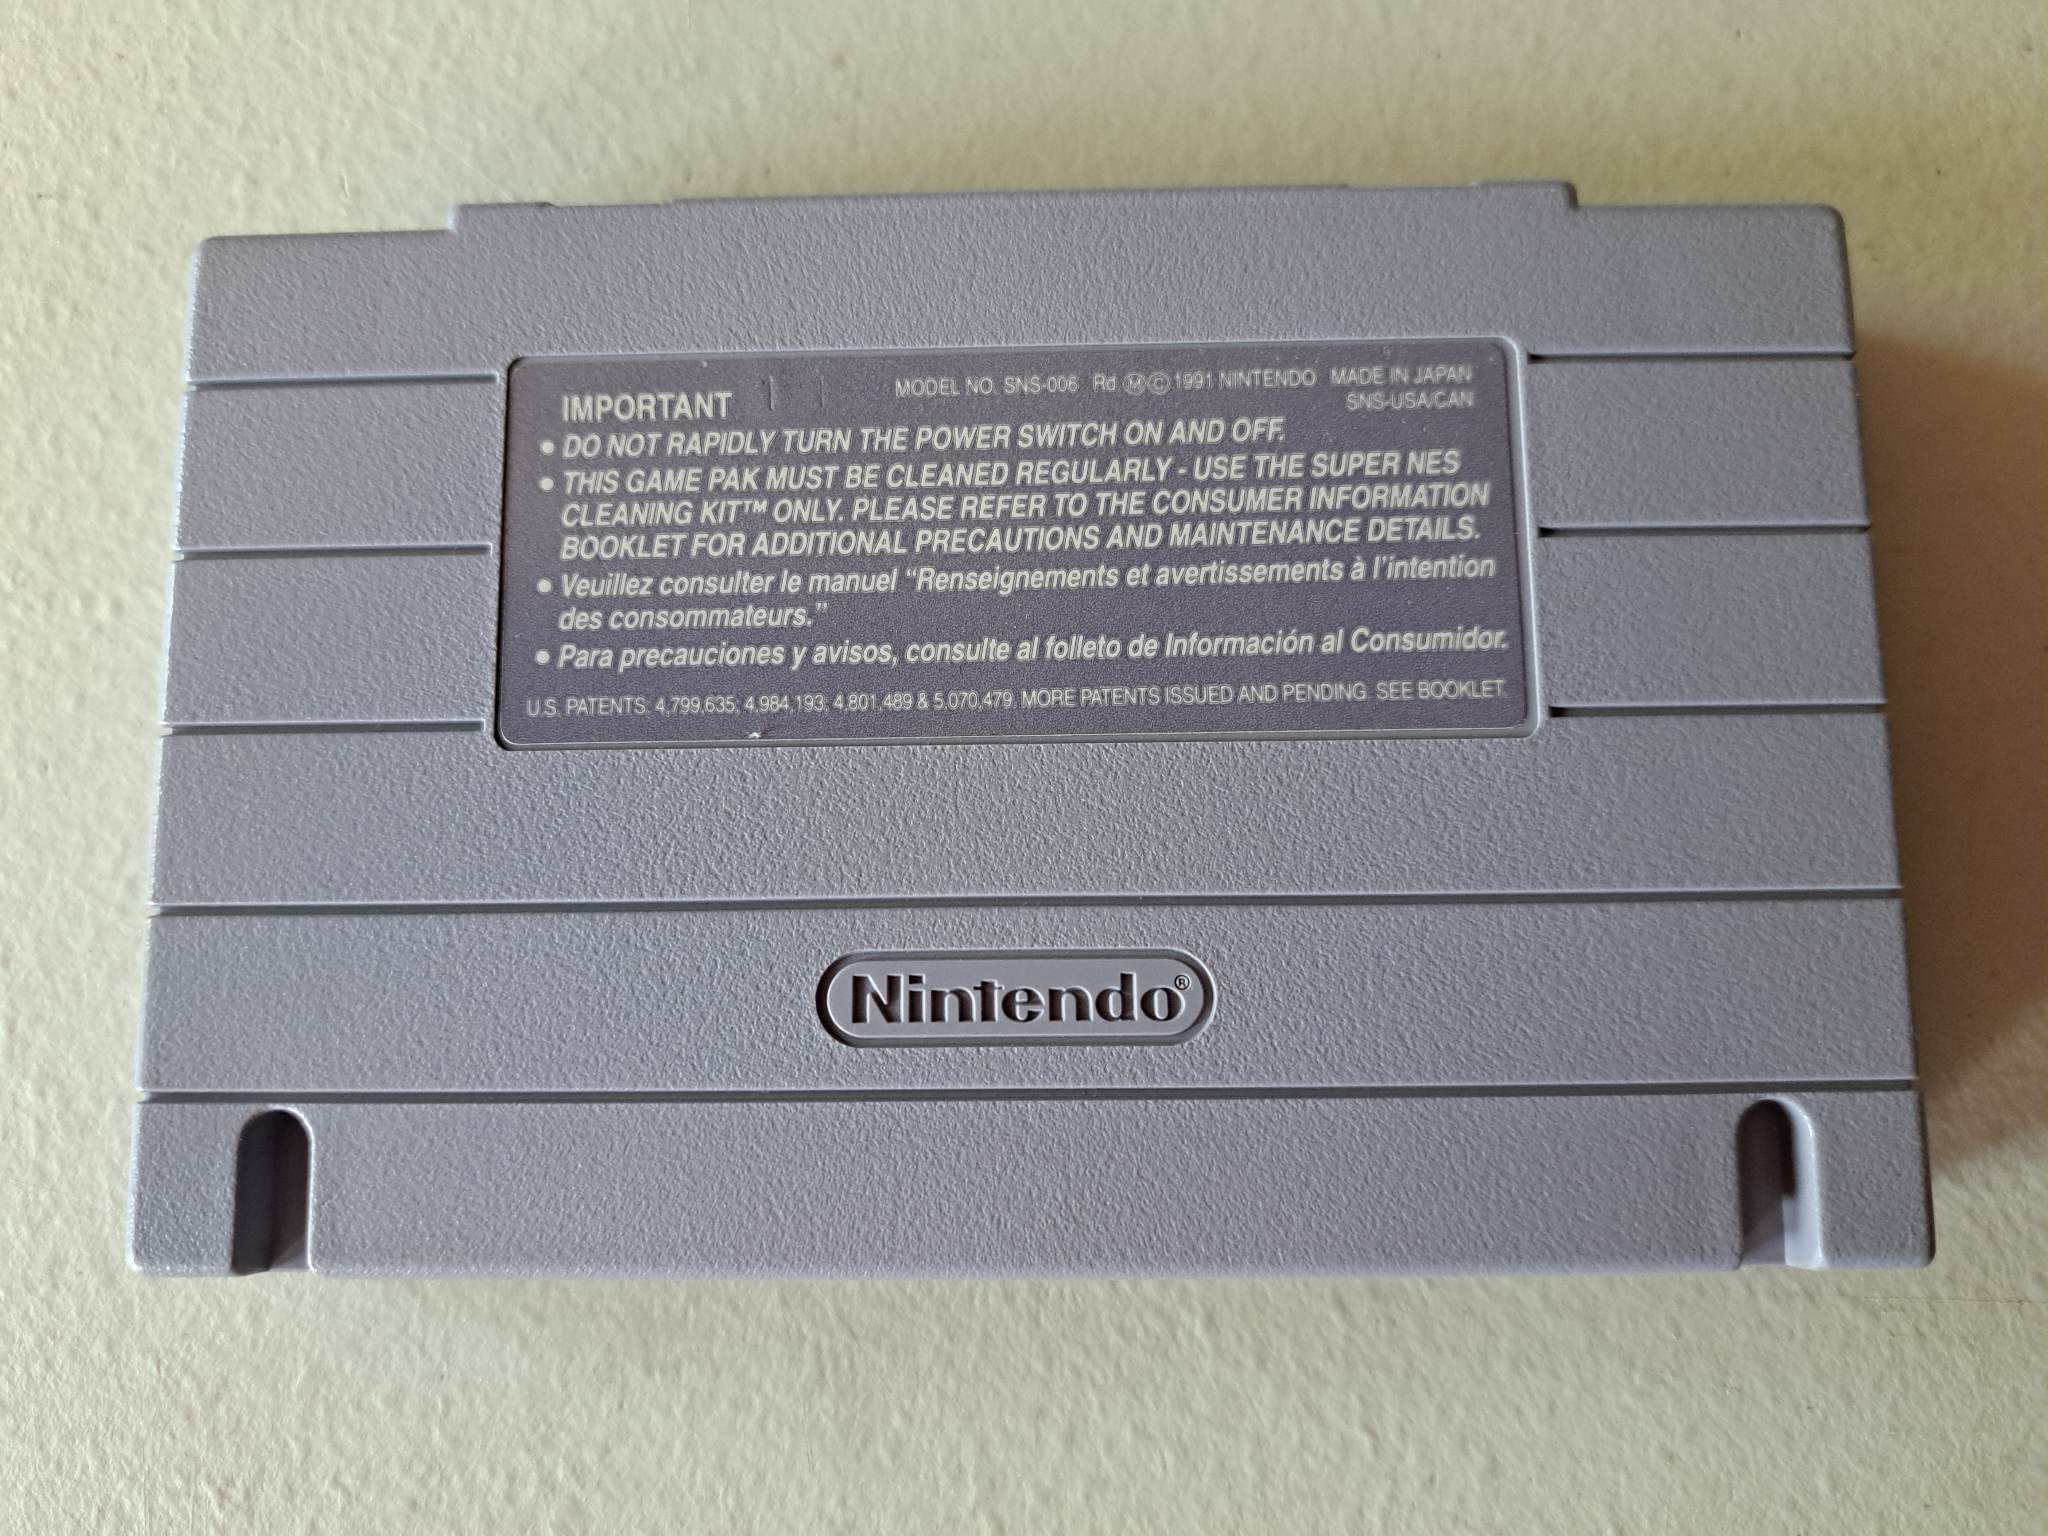 IMPORTANT MODEL NO. SNS-006 Rd Ⓜ© 1991 NINTENDO MADE IN JAPAN
SNS-USA/CAN
• DO NOT RAPIDLY TURN THE POWER SWITCH ON AND OFF.
• THIS GAME PAK MUST BE CLEANED REGULARLY - USE THE SUPER NES
CLEANING KIT™ ONLY. PLEASE REFER TO THE CONSUMER INFORMATION
BOOKLET FOR ADDITIONAL PRECAUTIONS AND MAINTENANCE DETAILS.
• Veuillez consulter le manuel “Renseignements et avertissements à l’intention
des consommateurs.”
• Para precauciones y avisos, consulte al folleto de Información al Consumidor.
U.S. PATENTS: 4,799,635; 4,984,193; 4,801,489 & 5,070,479. MORE PATENTS ISSUED AND PENDING. SEE BOOKLET.
Nintendo®